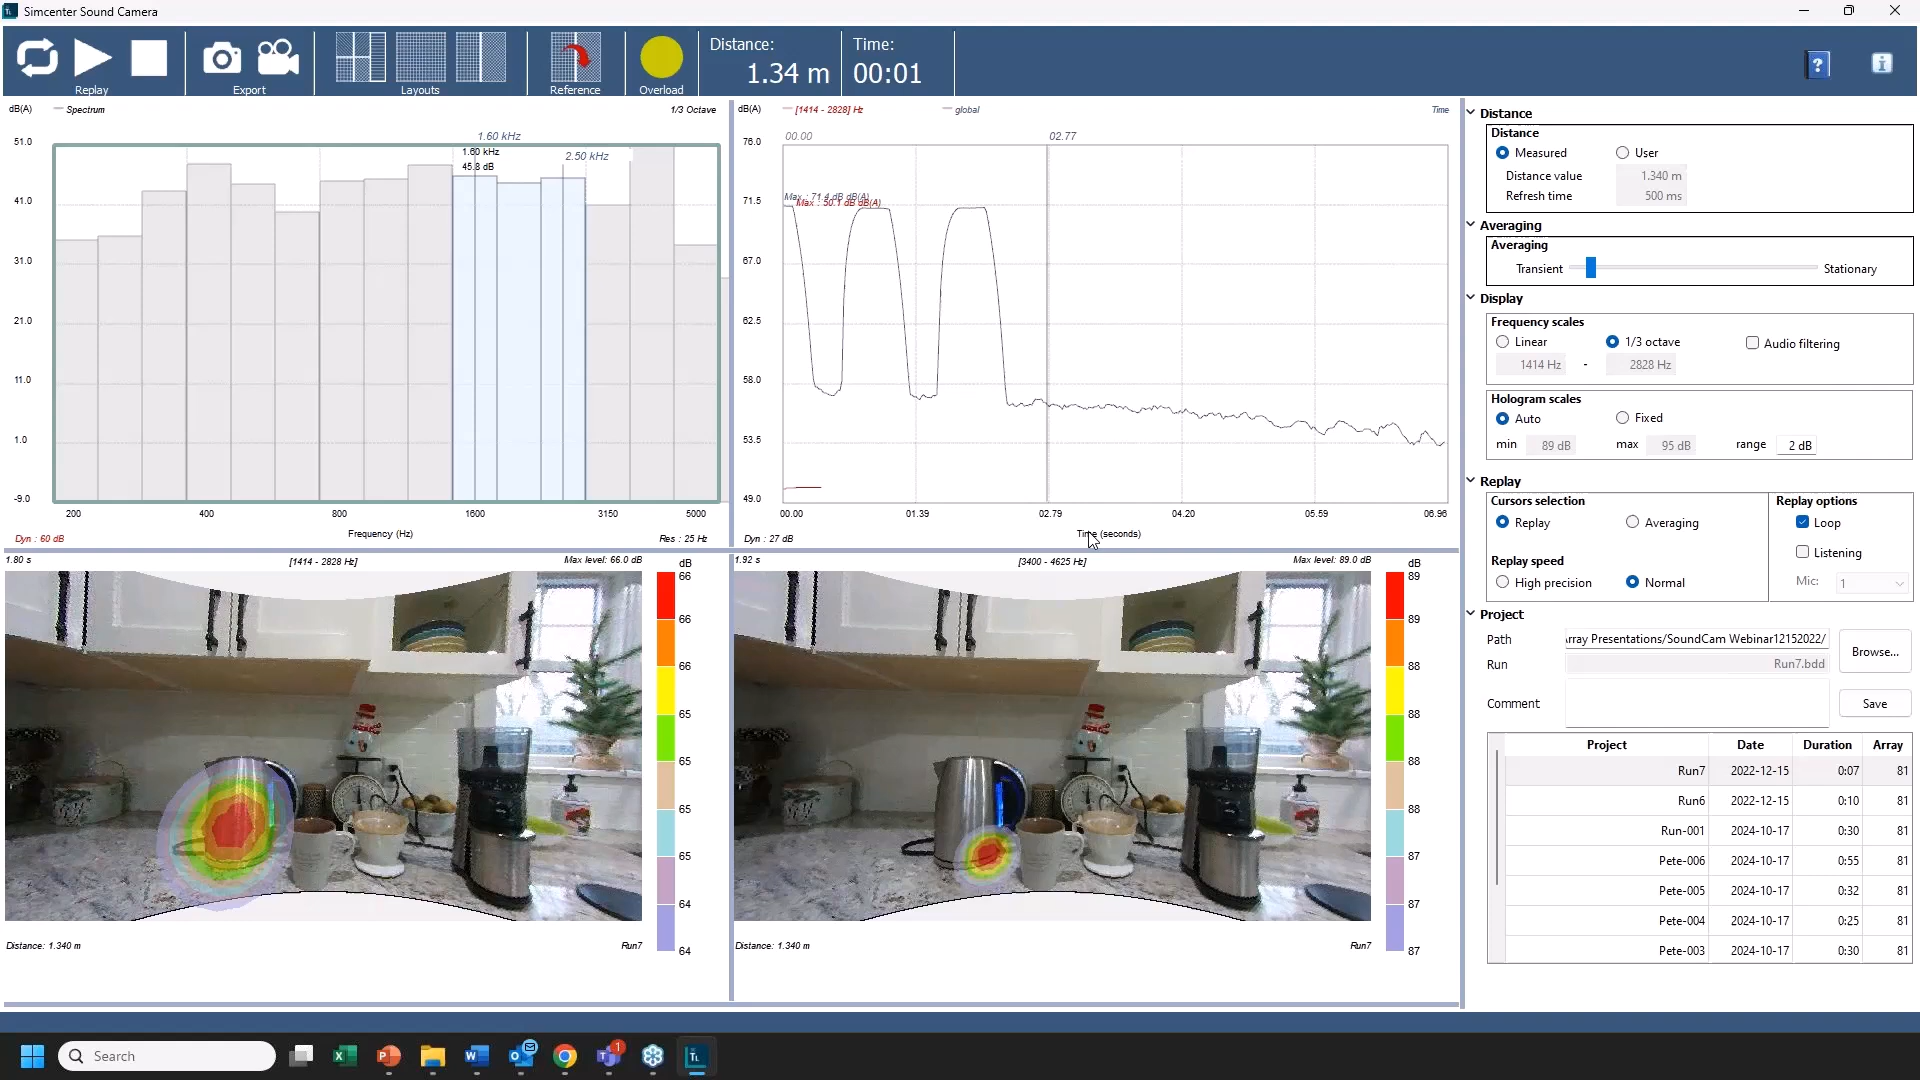 Simcenter Sound Camera
Replay
Export
Layouts
Reference
Overload
Distance:
1.34 m
Time:
00:01
dB(A)
Spectrum
1/3 Octave
1.60 kHz
51.0
1.60 kHz
45.8 dB
2.50 kHz
41.0
31.0
21.0
11.0
1.0
-9.0
200
400
800
1600
3150
5000
Frequency (Hz)
Dyn : 60 dB
Res : 25 Hz
dB(A)
[1414 - 2828] Hz
global
Time
00.00
02.77
76.0
Max : 71.4 dB dB(A)
Max : 50.1 dB dB(A)
71.5
67.0
62.5
58.0
53.5
49.0
00.00
01.39
02.79
04.20
05.59
06.96
Time (seconds)
Dyn : 27 dB
1.80 s
[1414 - 2828 Hz]
Max level: 66.0 dB
dB
66
66
66
65
65
65
65
64
64
Distance: 1.340 m
Run7
1.92 s
[3400 - 4625 Hz]
Max level: 89.0 dB
dB
89
89
88
88
88
88
87
87
87
Distance: 1.340 m
Run7
Distance
Distance
Measured
User
Distance value
1.340 m
Refresh time
500 ms
Averaging
Averaging
Transient
Stationary
Display
Frequency scales
Linear
1/3 octave
Audio filtering
1414 Hz
-
2828 Hz
Hologram scales
Auto
Fixed
min
89 dB
max
95 dB
range
2 dB
Replay
Cursors selection
Replay
Averaging
Replay options
Loop
Listening
Replay speed
High precision
Normal
Mic:
1
Project
Path
rray Presentations/SoundCam Webinar12152022/
Browse...
Run
Run7.bdd
Comment
Save
Project Date Duration Array
Run7 2022-12-15 0:07 81
Run6 2022-12-15 0:10 81
Run-001 2024-10-17 0:30 81
Pete-006 2024-10-17 0:55 81
Pete-005 2024-10-17 0:32 81
Pete-004 2024-10-17 0:25 81
Pete-003 2024-10-17 0:30 81
Search
1
TL